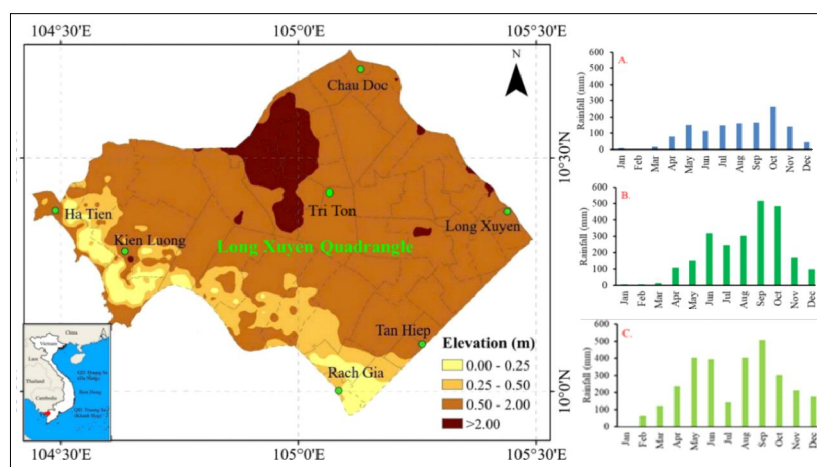 104°30'E 105°0'E 105°30'E
N
Chau Doc
10°30'N
Ha Tien
Tri Ton
Long Xuyen
Kien Luong
Long Xuyen Quadrangle
Tan Hiep
Rach Gia
10°0'N
Elevation (m)
0.00 - 0.25
0.25 - 0.50
0.50 - 2.00
>2.00
China
Vietnam
Laos
Thailand
Cambodia
104°30'E 105°0'E 105°30'E
A.
Rainfall (mm)
600
500
400
300
200
100
0
Jan Feb Mar Apr May Jun Jul Aug Sep Oct Nov Dec
B.
Rainfall (mm)
600
500
400
300
200
100
0
Jan Feb Mar Apr May Jun Jul Aug Sep Oct Nov Dec
C.
Rainfall (mm)
600
500
400
300
200
100
0
Jan Feb Mar Apr May Jun Jul Aug Sep Oct Nov Dec